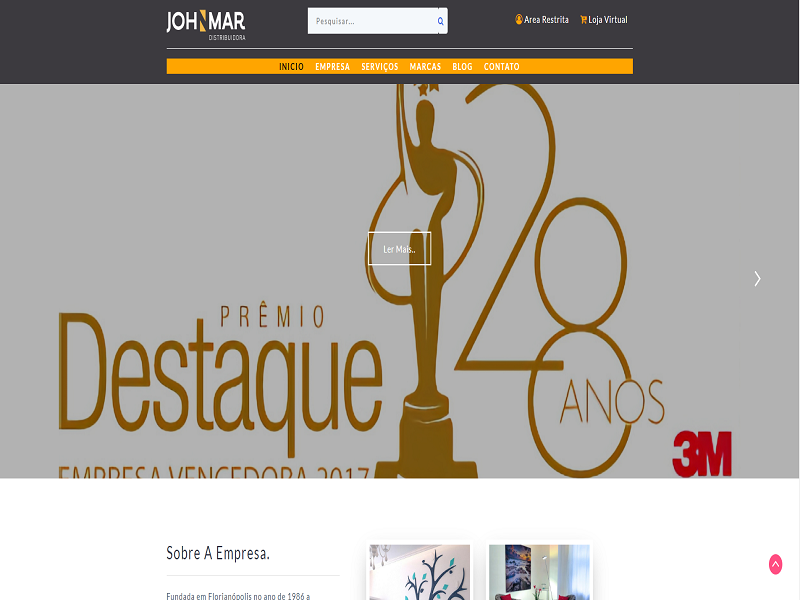 JOHNMAR
DISTRIBUIDORA
Pesquisar...
Area Restrita
Loja Virtual
INICIO EMPRESA SERVIÇOS MARCAS BLOG CONTATO
28
Ler Mais..
PRÊMIO
Destaque
ANOS
EMPRESA VENCEDORA 2017
3M
Sobre A Empresa.
Fundada em Florianópolis no ano de 1986 a